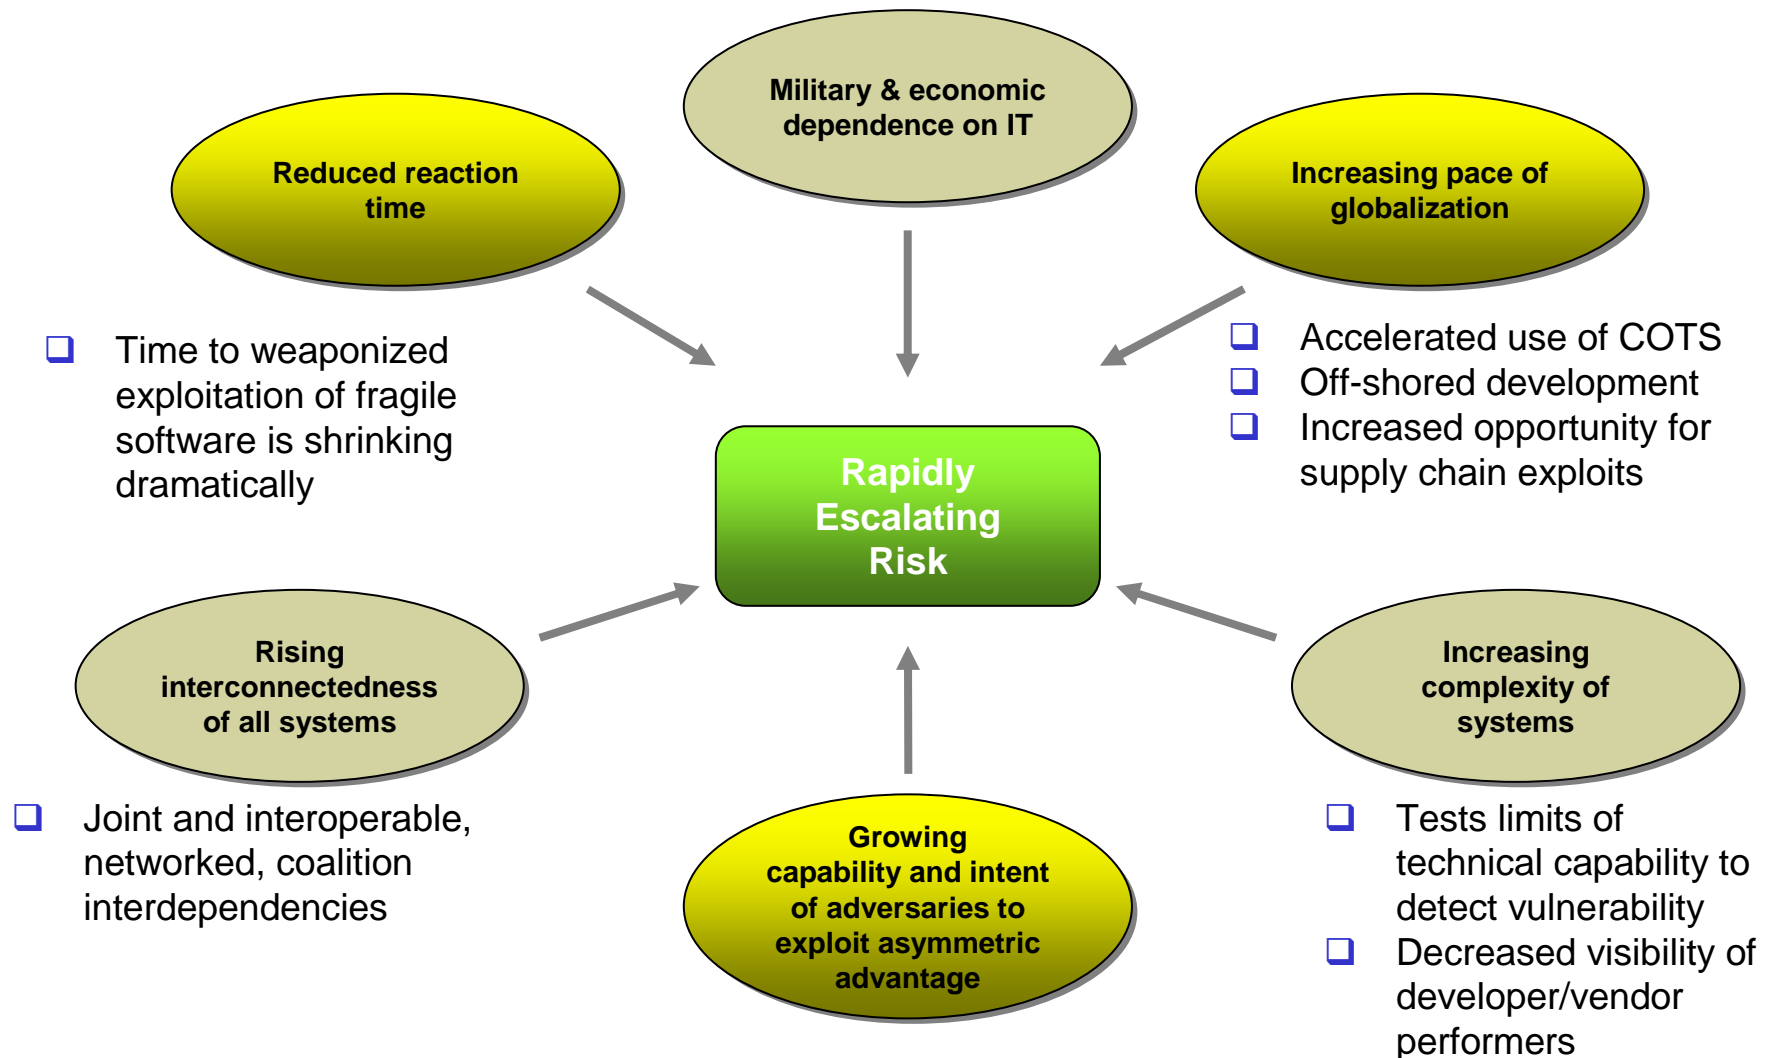 Military & economic
dependence on IT
Reduced reaction
time
Increasing pace of
globalization
Time to weaponized
exploitation of fragile
software is shrinking
dramatically
Accelerated use of COTS
Off-shored development
Increased opportunity for
supply chain exploits
Rapidly
Escalating
Risk
Rising
interconnectedness
of all systems
Increasing
complexity of
systems
Joint and interoperable,
networked, coalition
interdependencies
Growing
capability and intent
of adversaries to
exploit asymmetric
advantage
Tests limits of
technical capability to
detect vulnerability
Decreased visibility of
developer/vendor
performers